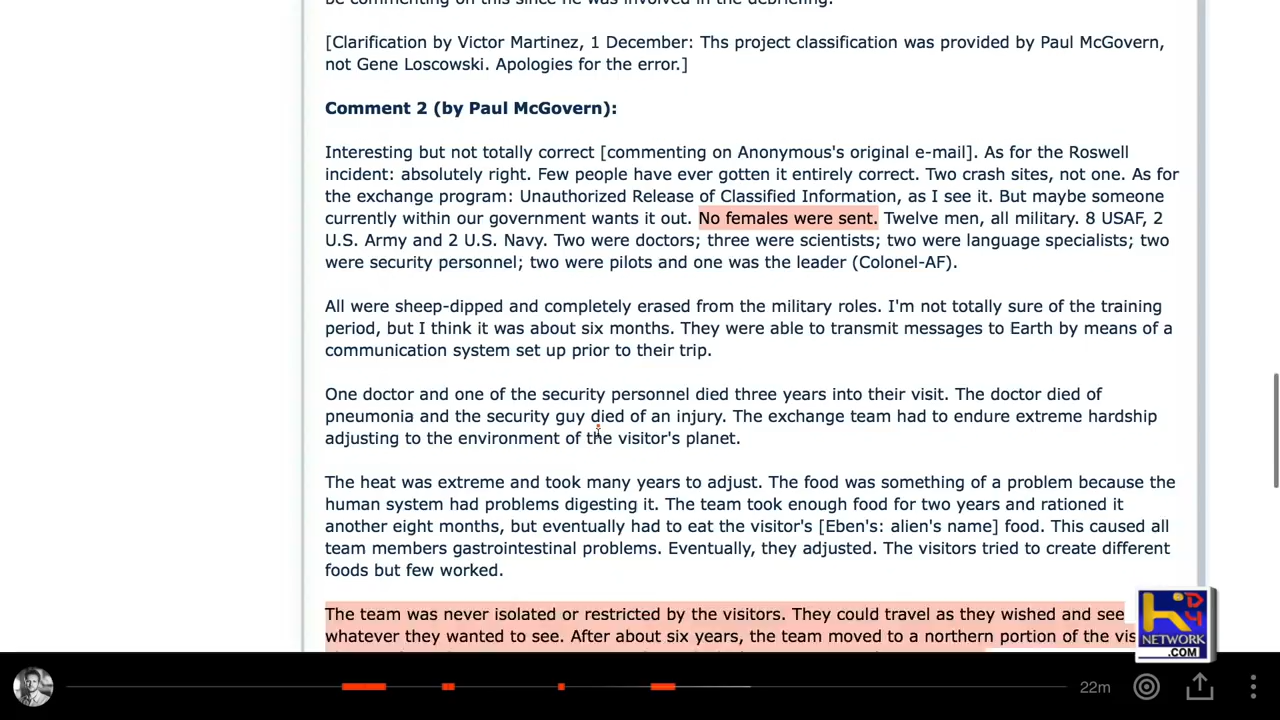 be commenting on this since he was involved in the debriefing.
[Clarification by Victor Martinez, 1 December: Ths project classification was provided by Paul McGovern,
not Gene Loscowski. Apologies for the error.]
Comment 2 (by Paul McGovern):
Interesting but not totally correct [commenting on Anonymous's original e-mail]. As for the Roswell
incident: absolutely right. Few people have ever gotten it entirely correct. Two crash sites, not one. As for
the exchange program: Unauthorized Release of Classified Information, as I see it. But maybe someone
currently within our government wants it out. No females were sent. Twelve men, all military. 8 USAF, 2
U.S. Army and 2 U.S. Navy. Two were doctors; three were scientists; two were language specialists; two
were security personnel; two were pilots and one was the leader (Colonel-AF).
All were sheep-dipped and completely erased from the military roles. I'm not totally sure of the training
period, but I think it was about six months. They were able to transmit messages to Earth by means of a
communication system set up prior to their trip.
One doctor and one of the security personnel died three years into their visit. The doctor died of
pneumonia and the security guy died of an injury. The exchange team had to endure extreme hardship
adjusting to the environment of the visitor's planet.
The heat was extreme and took many years to adjust. The food was something of a problem because the
human system had problems digesting it. The team took enough food for two years and rationed it
another eight months, but eventually had to eat the visitor's [Eben's: alien's name] food. This caused all
team members gastrointestinal problems. Eventually, they adjusted. The visitors tried to create different
foods but few worked.
The team was never isolated or restricted by the visitors. They could travel as they wished and see
whatever they wanted to see. After about six years, the team moved to a northern portion of the vis
NETWORK
.COM
22m